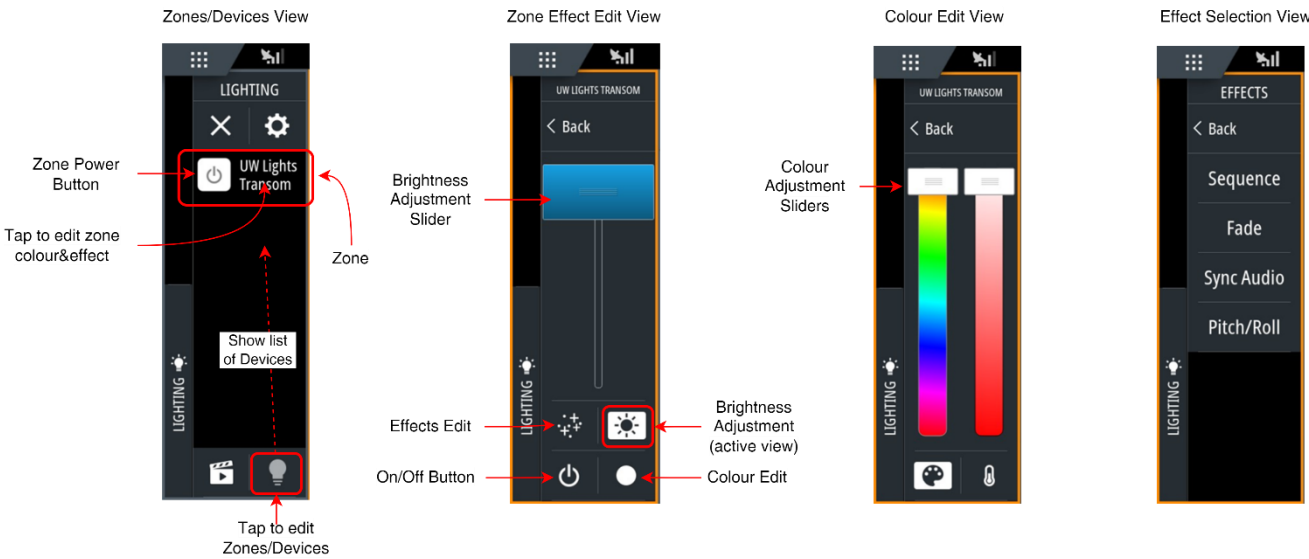 Zones/Devices View
LIGHTING
UW Lights
Transom
Zone Power
Button
Tap to edit zone
colour&effect
Zone
Show list
of Devices
LIGHTING
Tap to edit
Zones/Devices
Zone Effect Edit View
UW LIGHTS TRANSOM
< Back
Brightness
Adjustment
Slider
LIGHTING
Effects Edit
Brightness
Adjustment
(active view)
On/Off Button
Colour Edit
Colour Edit View
UW LIGHTS TRANSOM
< Back
Colour
Adjustment
Sliders
LIGHTING
Effect Selection View
EFFECTS
< Back
Sequence
Fade
Sync Audio
Pitch/Roll
LIGHTING